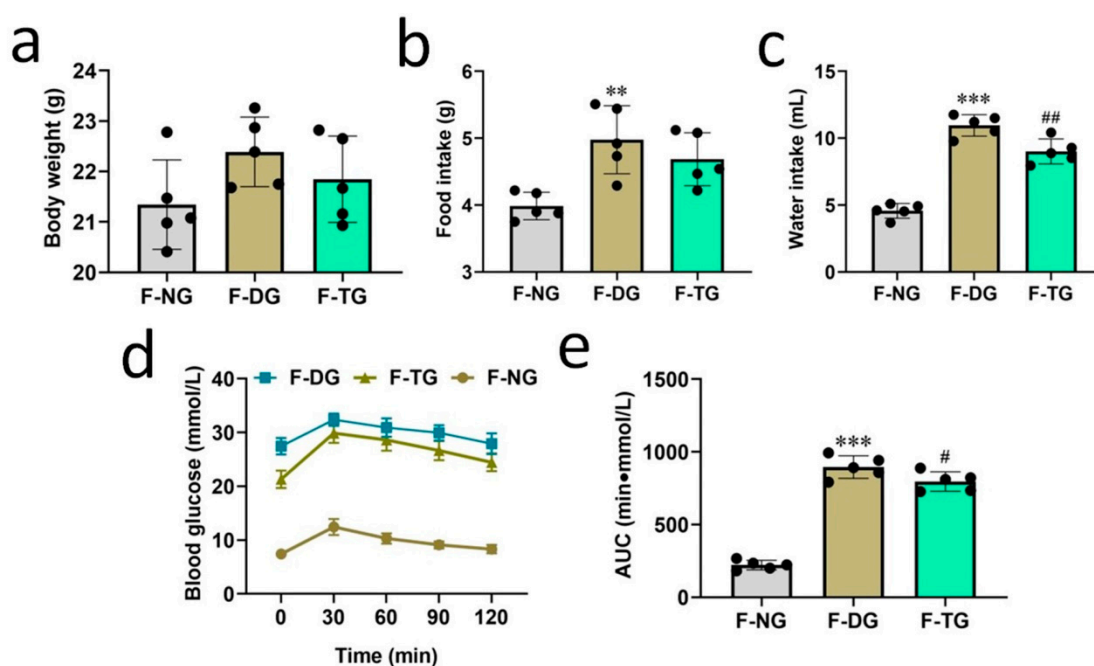 a
Body weight (g)
24
23
22
21
20
F-NG F-DG F-TG
b
Food intake (g)
6
5
4
3
**
F-NG F-DG F-TG
c
Water intake (mL)
15
10
5
0
***
##
F-NG F-DG F-TG
d
Blood glucose (mmol/L)
40
30
20
10
0
F-DG F-TG F-NG
0 30 60 90 120
Time (min)
e
AUC (min•mmol/L)
1500
1000
500
0
***
#
F-NG F-DG F-TG